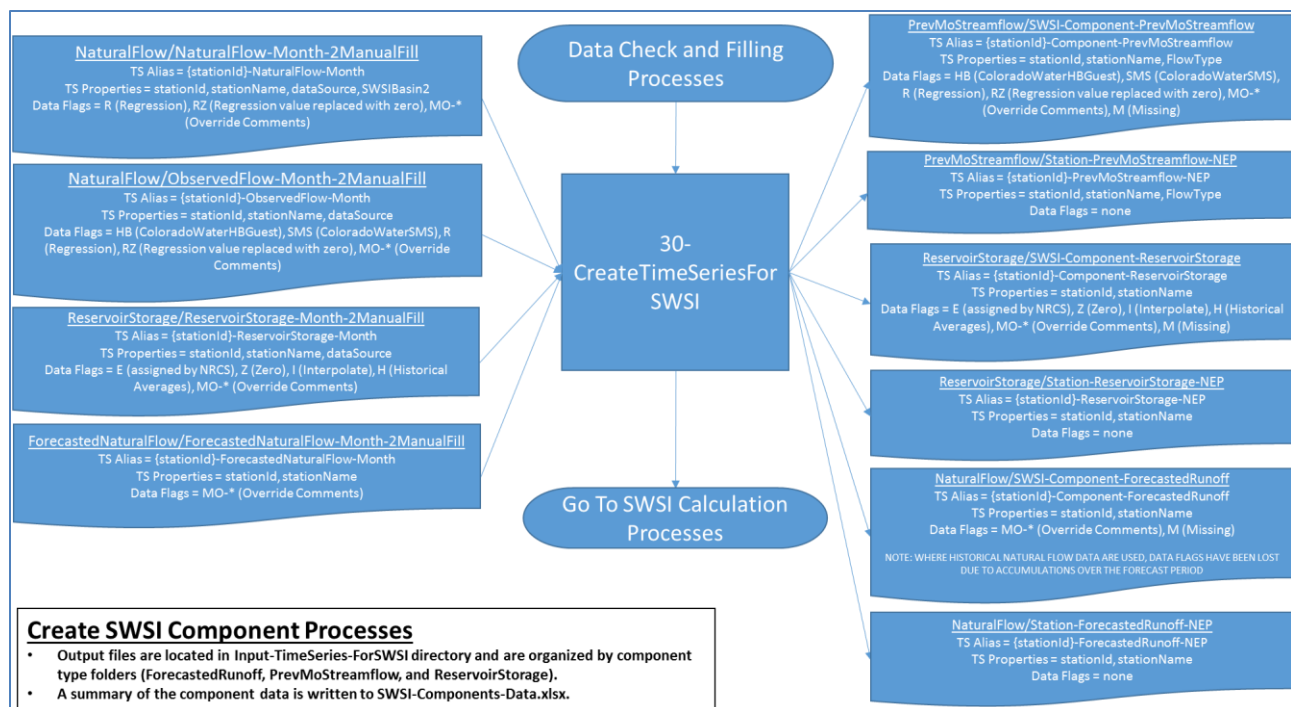 NaturalFlow/NaturalFlow-Month-2ManualFill
TS Alias = {stationId}-NaturalFlow-Month
TS Properties = stationId, stationName, dataSource, SWSIBasin2
Data Flags = R (Regression), RZ (Regression value replaced with zero), MO-*
(Override Comments)
NaturalFlow/ObservedFlow-Month-2ManualFill
TS Alias = {stationId}-ObservedFlow-Month
TS Properties = stationId, stationName, dataSource
Data Flags = HB (ColoradoWaterHBGuest), SMS (ColoradoWaterSMS), R
(Regression), RZ (Regression value replaced with zero), MO-* (Override
Comments)
ReservoirStorage/ReservoirStorage-Month-2ManualFill
TS Alias = {stationId}-ReservoirStorage-Month
TS Properties = stationId, stationName, dataSource
Data Flags = E (assigned by NRCS), Z (Zero), I (Interpolate), H (Historical
Averages), MO-* (Override Comments)
ForecastedNaturalFlow/ForecastedNaturalFlow-Month-2ManualFill
TS Alias = {stationId}-ForecastedNaturalFlow-Month
TS Properties = stationId, stationName
Data Flags = MO-* (Override Comments)
Data Check and Filling
Processes
30-
CreateTimeSeriesFor
SWSI
Go To SWSI Calculation
Processes
PrevMoStreamflow/SWSI-Component-PrevMoStreamflow
TS Alias = {stationId}-Component-PrevMoStreamflow
TS Properties = stationId, stationName, FlowType
Data Flags = HB (ColoradoWaterHBGuest), SMS (ColoradoWaterSMS),
R (Regression), RZ (Regression value replaced with zero), MO-*
(Override Comments), M (Missing)
PrevMoStreamflow/Station-PrevMoStreamflow-NEP
TS Alias = {stationId}-PrevMoStreamflow-NEP
TS Properties = stationId, stationName, FlowType
Data Flags = none
ReservoirStorage/SWSI-Component-ReservoirStorage
TS Alias = {stationId}-Component-ReservoirStorage
TS Properties = stationId, stationName
Data Flags = E (assigned by NRCS), Z (Zero), I (Interpolate), H (Historical
Averages), MO-* (Override Comments), M (Missing)
ReservoirStorage/Station-ReservoirStorage-NEP
TS Alias = {stationId}-ReservoirStorage-NEP
TS Properties = stationId, stationName
Data Flags = none
NaturalFlow/SWSI-Component-ForecastedRunoff
TS Alias = {stationId}-Component-ForecastedRunoff
TS Properties = stationId, stationName
Data Flags = MO-* (Override Comments), M (Missing)
NOTE: WHERE HISTORICAL NATURAL FLOW DATA ARE USED, DATA FLAGS HAVE BEEN LOST
DUE TO ACCUMULATIONS OVER THE FORECAST PERIOD
NaturalFlow/Station-ForecastedRunoff-NEP
TS Alias = {stationId}-ForecastedRunoff-NEP
TS Properties = stationId, stationName
Data Flags = none
Create SWSI Component Processes
• Output files are located in Input-TimeSeries-ForSWSI directory and are organized by component
type folders (ForecastedRunoff, PrevMoStreamflow, and ReservoirStorage).
• A summary of the component data is written to SWSI-Components-Data.xlsx.